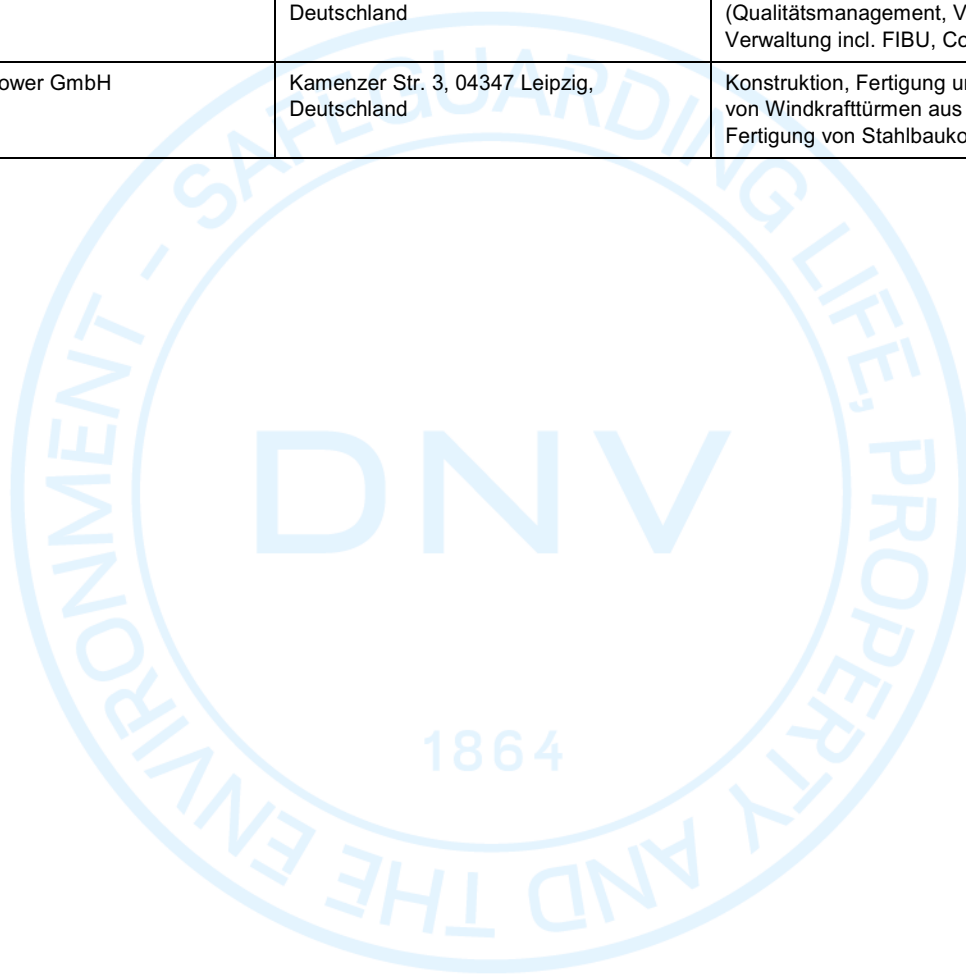 Deutschland
(Qualitätsmanagement, V
Verwaltung incl. FIBU, Co
ower GmbH
Kamenzer Str. 3, 04347 Leipzig,
Deutschland
Konstruktion, Fertigung u
von Windkrafttürmen aus
Fertigung von Stahlbauko
SAFEGUARDING LIFE, PROPERTY AND THE ENVIRONMENT -
DNV
1864